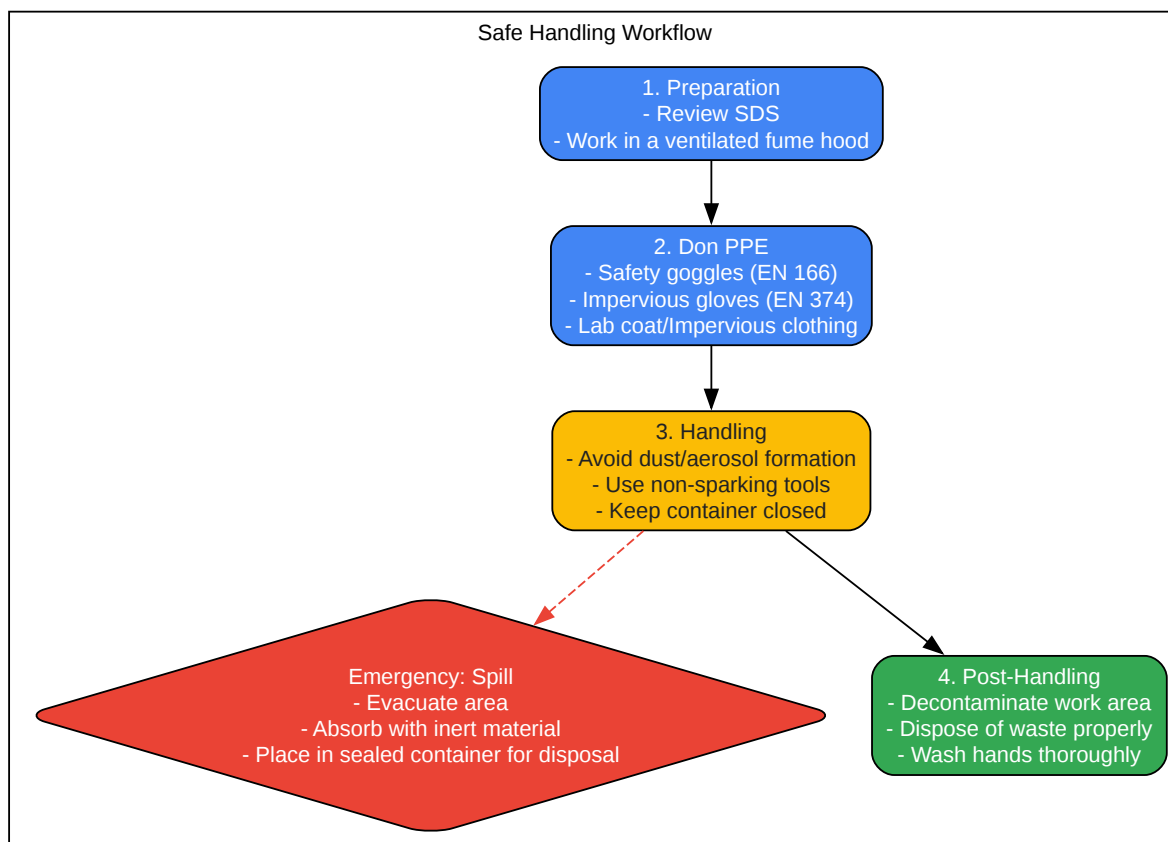 Safe Handling Workflow
1. Preparation
- Review SDS
- Work in a ventilated fume hood
2. Don PPE
- Safety goggles (EN 166)
- Impervious gloves (EN 374)
- Lab coat/Impervious clothing
3. Handling
- Avoid dust/aerosol formation
- Use non-sparking tools
- Keep container closed
Emergency: Spill
- Evacuate area
- Absorb with inert material
- Place in sealed container for disposal
4. Post-Handling
- Decontaminate work area
- Dispose of waste properly
- Wash hands thoroughly